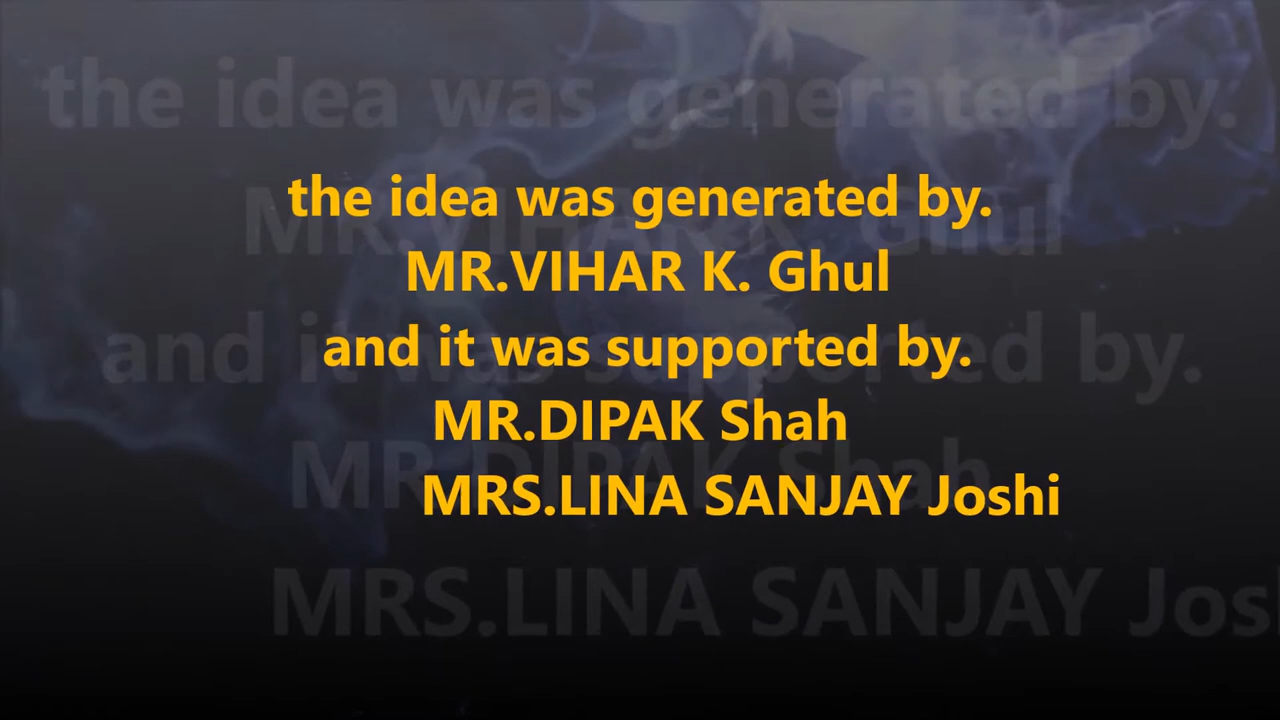 the idea was generated by.
MR.VIHAR K. Ghul
and it was supported by.
MR.DIPAK Shah
MRS.LINA SANJAY Joshi